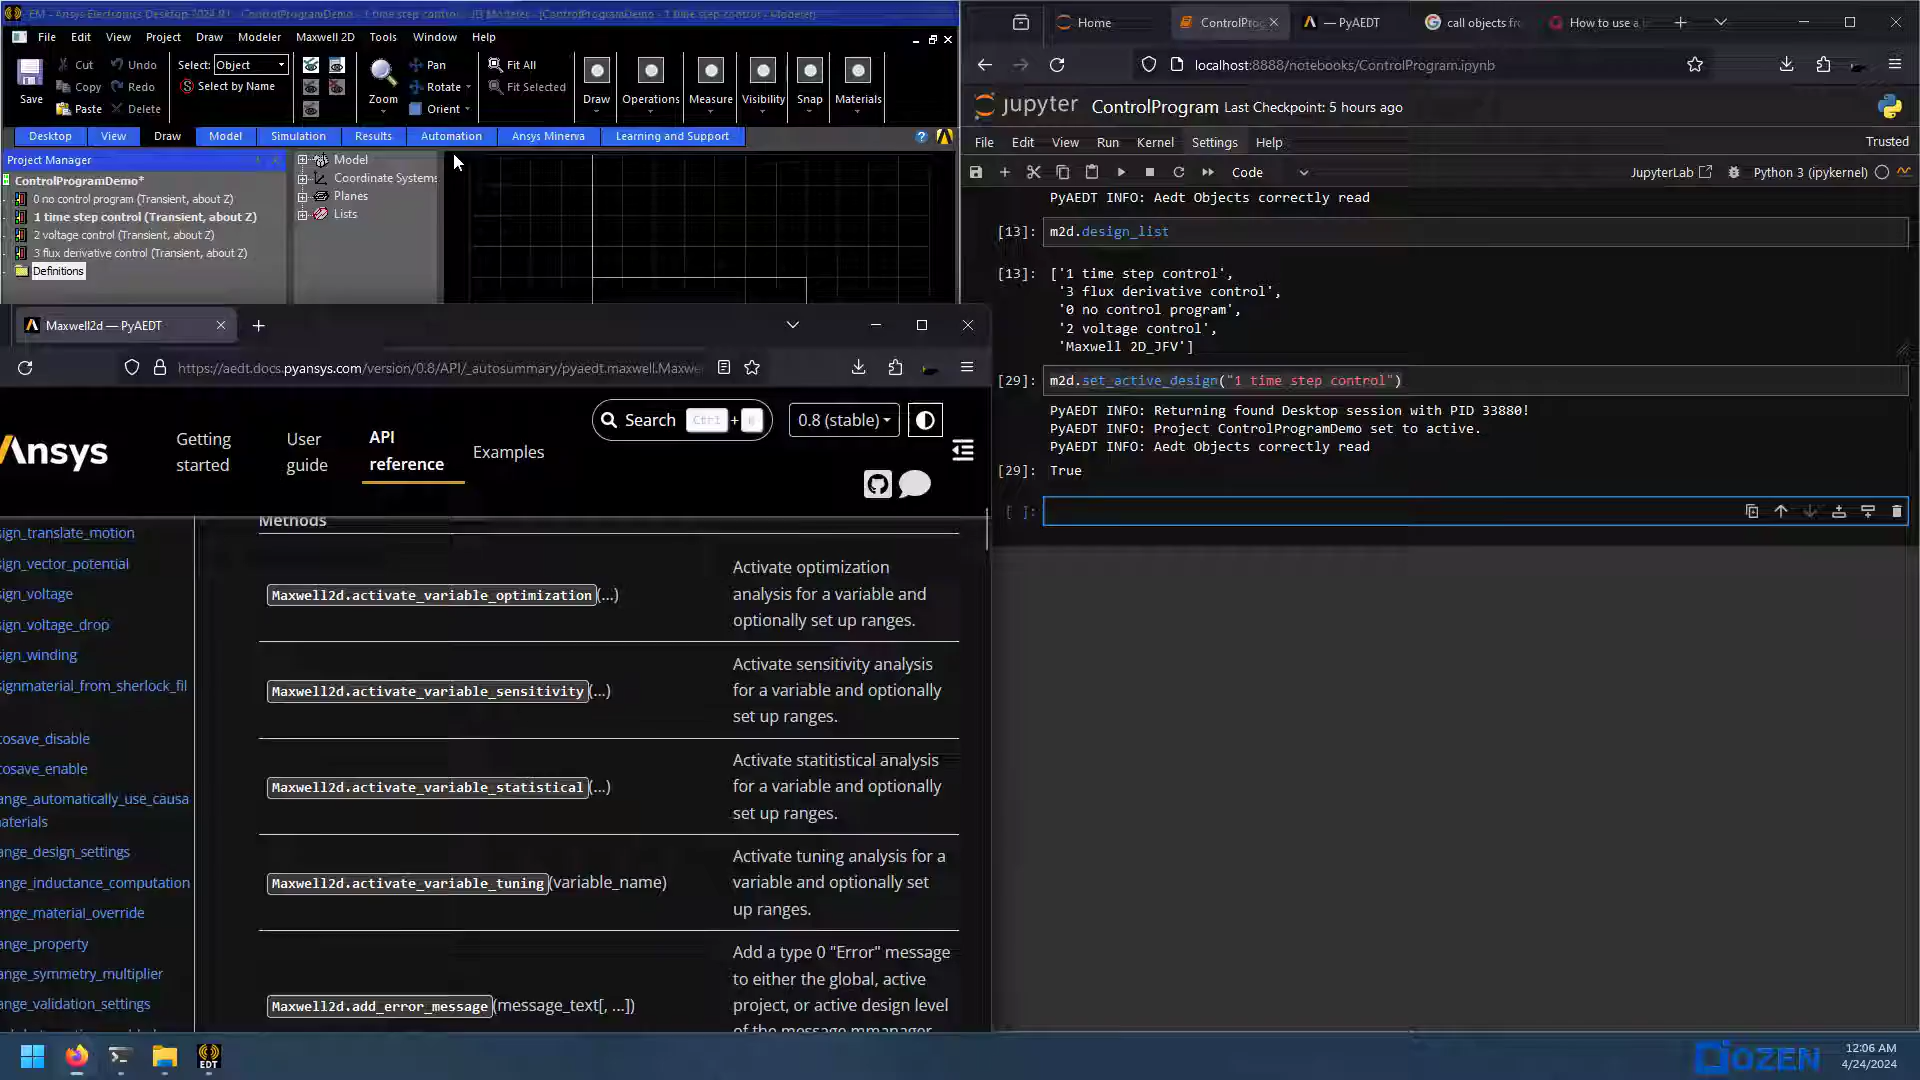 EM - Ansys Electronics Desktop 2024 R1 - ControlProgramDemo - 1 time step control - 3D Modeler - [ControlProgramDemo - 1 time step control - Modeler]
File Edit View Project Draw Modeler Maxwell 2D Tools Window Help
Save
Cut
Copy
Paste
Undo
Redo
Delete
Select: Object
Select by Name
Zoom
Pan
Rotate
Orient
Fit All
Fit Selected
Draw
Operations
Measure
Visibility
Snap
Materials
Desktop View Draw Model Simulation Results Automation Ansys Minerva Learning and Support
Project Manager
ControlProgramDemo*
0 no control program (Transient, about Z)
1 time step control (Transient, about Z)
2 voltage control (Transient, about Z)
3 flux derivative control (Transient, about Z)
Definitions
Model
Coordinate Systems
Planes
Lists
Maxwell2d — PyAEDT
https://aedt.docs.pyansys.com/version/0.8/API/_autosummary/pyaedt.maxwell.Maxwe
Ansys
Getting started
User guide
API reference
Examples
Search Ctrl + K
0.8 (stable)
sign_translate_motion
sign_vector_potential
sign_voltage
sign_voltage_drop
sign_winding
signmaterial_from_sherlock_fil
tosave_disable
tosave_enable
ange_automatically_use_causa
aterials
ange_design_settings
ange_inductance_computation
ange_material_override
ange_property
ange_symmetry_multiplier
ange_validation_settings
Methods
Maxwell2d.activate_variable_optimization(...)
Activate optimization
analysis for a variable and
optionally set up ranges.
Maxwell2d.activate_variable_sensitivity(...)
Activate sensitivity analysis
for a variable and optionally
set up ranges.
Maxwell2d.activate_variable_statistical(...)
Activate statitistical analysis
for a variable and optionally
set up ranges.
Maxwell2d.activate_variable_tuning(variable_name)
Activate tuning analysis for a
variable and optionally set
up ranges.
Maxwell2d.add_error_message(message_text[, ...])
Add a type 0 "Error" message
to either the global, active
project, or active design level
of the message mmanager
Home
ControlProg
— PyAEDT
call objects fr
How to use a
localhost:8888/notebooks/ControlProgram.ipynb
jupyter ControlProgram Last Checkpoint: 5 hours ago
File Edit View Run Kernel Settings Help
Trusted
Code
JupyterLab
Python 3 (ipykernel)
PyAEDT INFO: Aedt Objects correctly read
[13]: m2d.design_list
[13]: ['1 time step control',
'3 flux derivative control',
'0 no control program',
'2 voltage control',
'Maxwell 2D_JFV']
[29]: m2d.set_active_design("1 time step control")
PyAEDT INFO: Returning found Desktop session with PID 33880!
PyAEDT INFO: Project ControlProgramDemo set to active.
PyAEDT INFO: Aedt Objects correctly read
[29]: True
[ ]:
EDT
OZEN
12:06 AM
4/24/2024